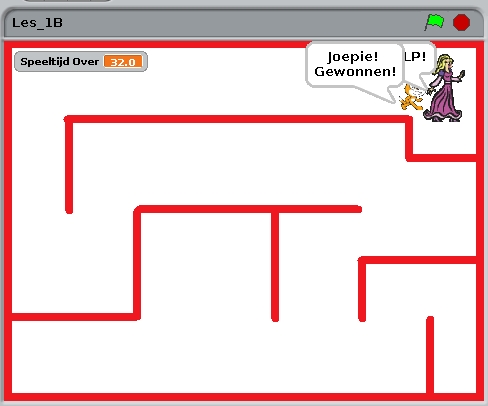 Les_1B
Speeltijd Over 32.0
Joepie!
Gewonnen!
LP!